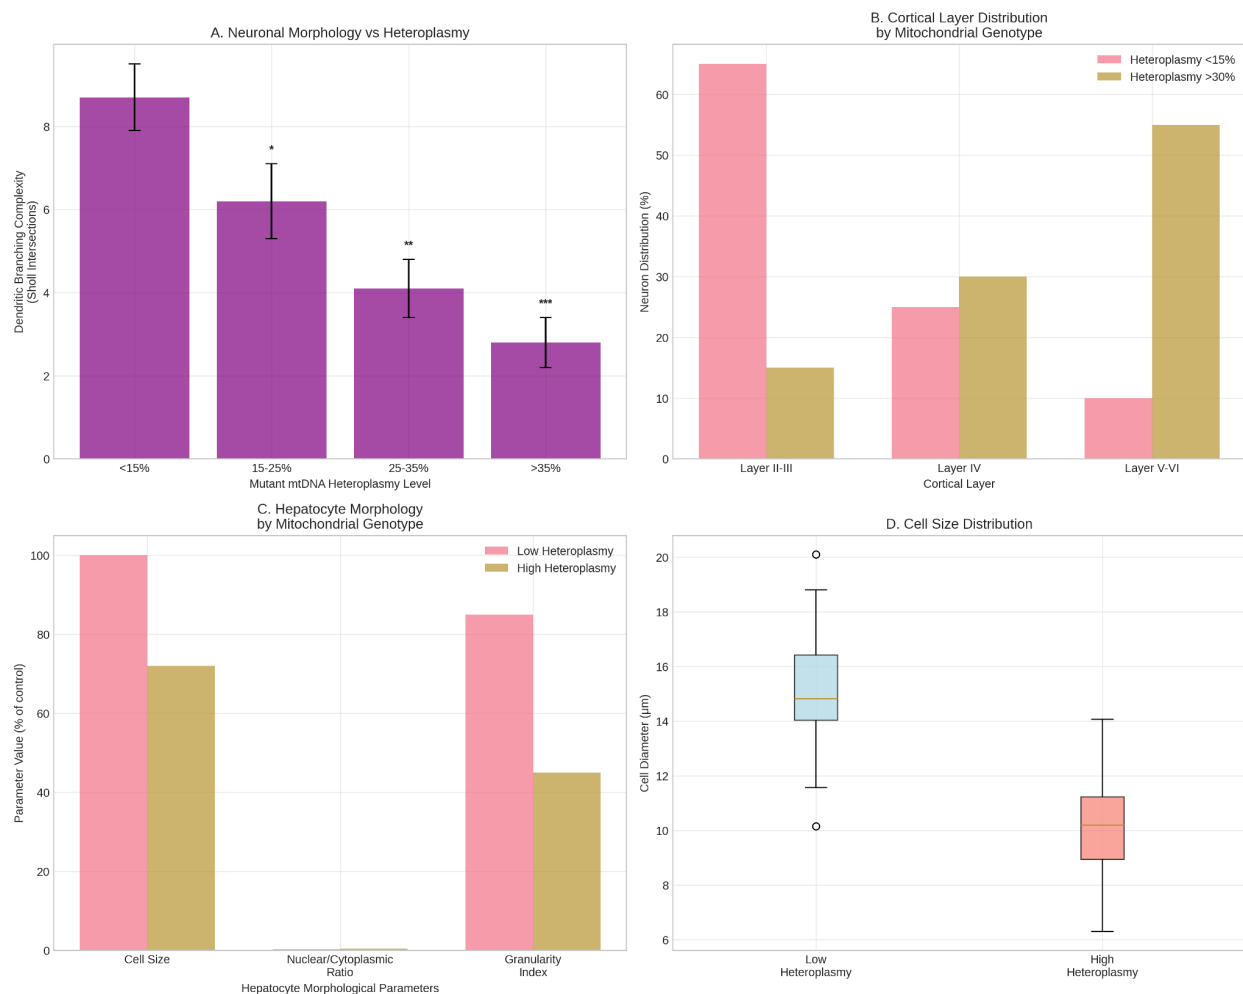 A. Neuronal Morphology vs Heteroplasmy
Dendritic Branching Complexity
(Sholl Intersections)
8
6
4
2
0
*
**
***
<15%
15-25%
25-35%
>35%
Mutant mtDNA Heteroplasmy Level
B. Cortical Layer Distribution
by Mitochondrial Genotype
Heteroplasmy <15%
Heteroplasmy >30%
Neuron Distribution (%)
60
50
40
30
20
10
0
Layer II-III
Layer IV
Layer V-VI
Cortical Layer
C. Hepatocyte Morphology
by Mitochondrial Genotype
Low Heteroplasmy
High Heteroplasmy
Parameter Value (% of control)
100
80
60
40
20
0
Cell Size
Nuclear/Cytoplasmic
Ratio
Granularity
Index
Hepatocyte Morphological Parameters
D. Cell Size Distribution
Cell Diameter (μm)
20
18
16
14
12
10
8
6
Low
Heteroplasmy
High
Heteroplasmy